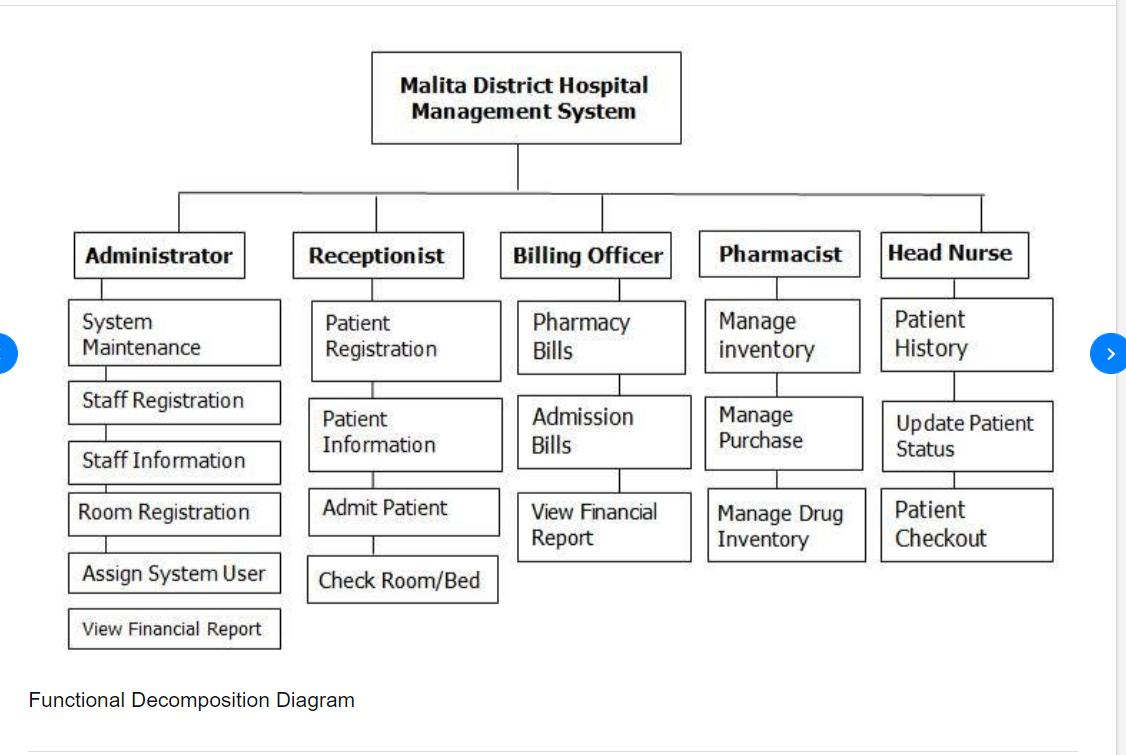 Malita District Hospital
Management System
Administrator
Receptionist
Billing Officer
Pharmacist
Head Nurse
System
Maintenance
Staff Registration
Staff Information
Room Registration
Assign System User
View Financial Report
Patient
Registration
Patient
Information
Admit Patient
Check Room/Bed
Pharmacy
Bills
Admission
Bills
View Financial
Report
Manage
inventory
Manage
Purchase
Manage Drug
Inventory
Patient
History
Update Patient
Status
Patient
Checkout
Functional Decomposition Diagram